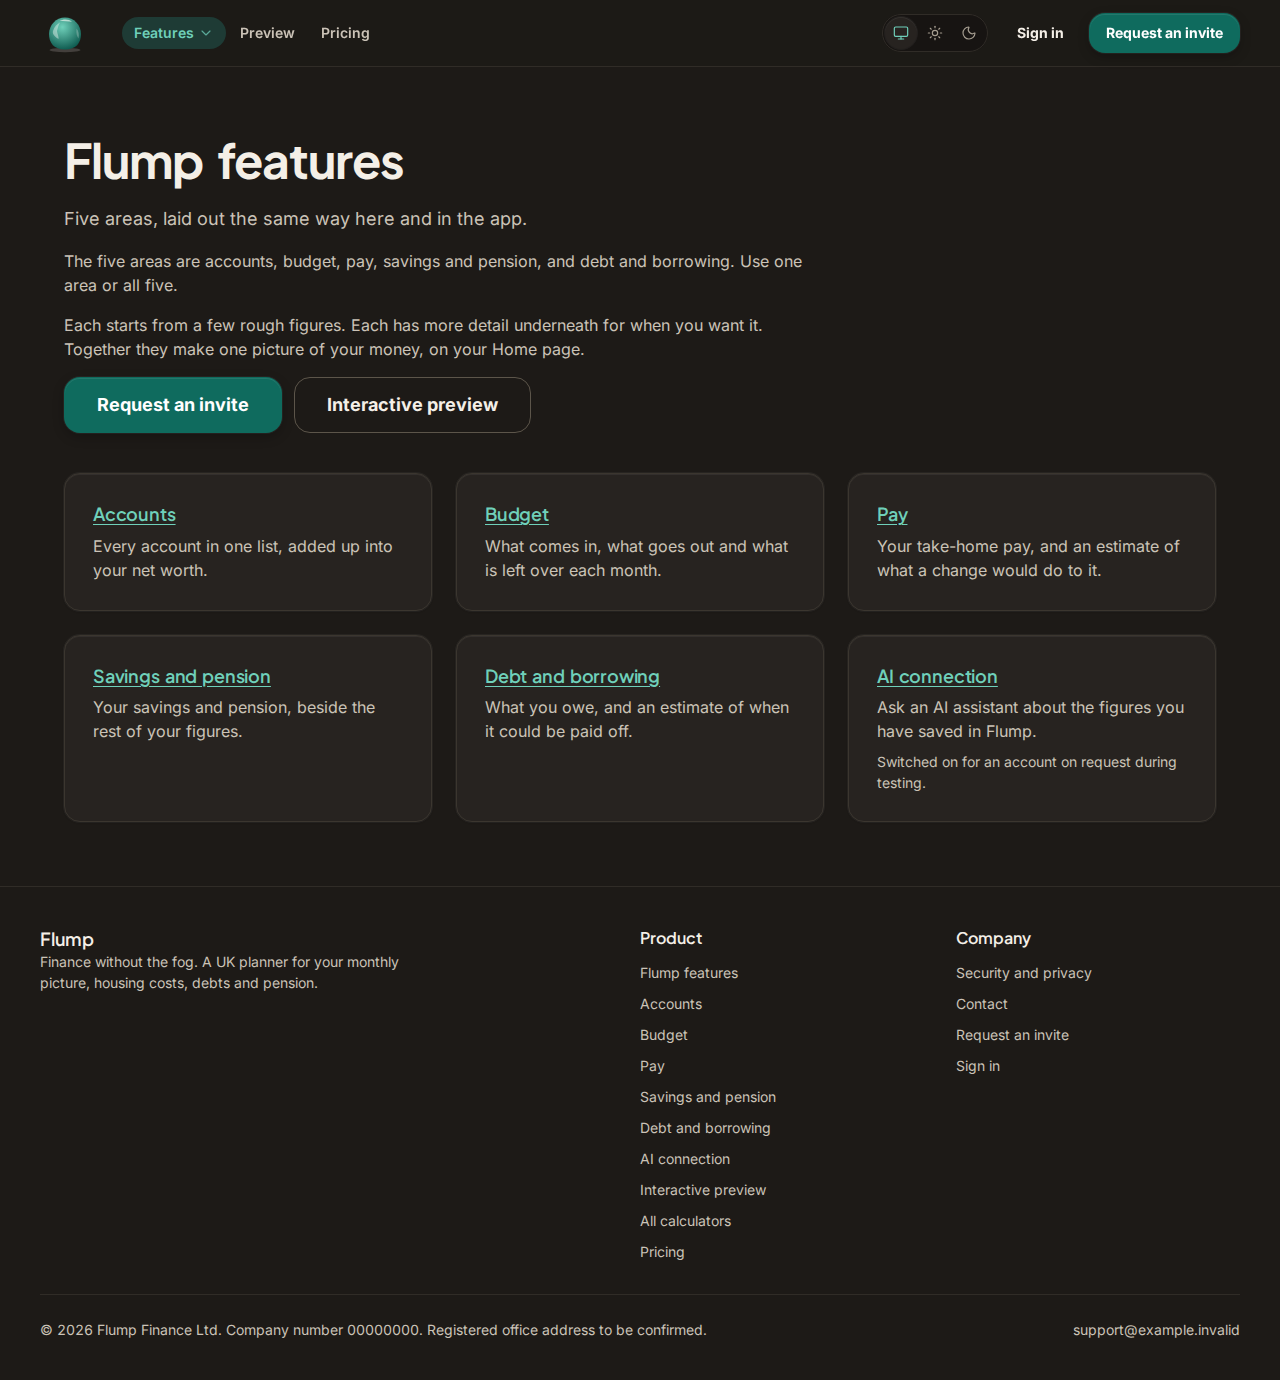 Features
Preview
Pricing
Sign in
Request an invite
Flump features
Five areas, laid out the same way here and in the app.
The five areas are accounts, budget, pay, savings and pension, and debt and borrowing. Use one
area or all five.
Each starts from a few rough figures. Each has more detail underneath for when you want it.
Together they make one picture of your money, on your Home page.
Request an invite
Interactive preview
Accounts
Every account in one list, added up into
your net worth.
Budget
What comes in, what goes out and what
is left over each month.
Pay
Your take-home pay, and an estimate of
what a change would do to it.
Savings and pension
Your savings and pension, beside the
rest of your figures.
Debt and borrowing
What you owe, and an estimate of when
it could be paid off.
AI connection
Ask an AI assistant about the figures you
have saved in Flump.
Switched on for an account on request during
testing.
Flump
Finance without the fog. A UK planner for your monthly
picture, housing costs, debts and pension.
Product
Flump features
Accounts
Budget
Pay
Savings and pension
Debt and borrowing
AI connection
Interactive preview
All calculators
Pricing
Company
Security and privacy
Contact
Request an invite
Sign in
© 2026 Flump Finance Ltd. Company number 00000000. Registered office address to be confirmed.
support@example.invalid